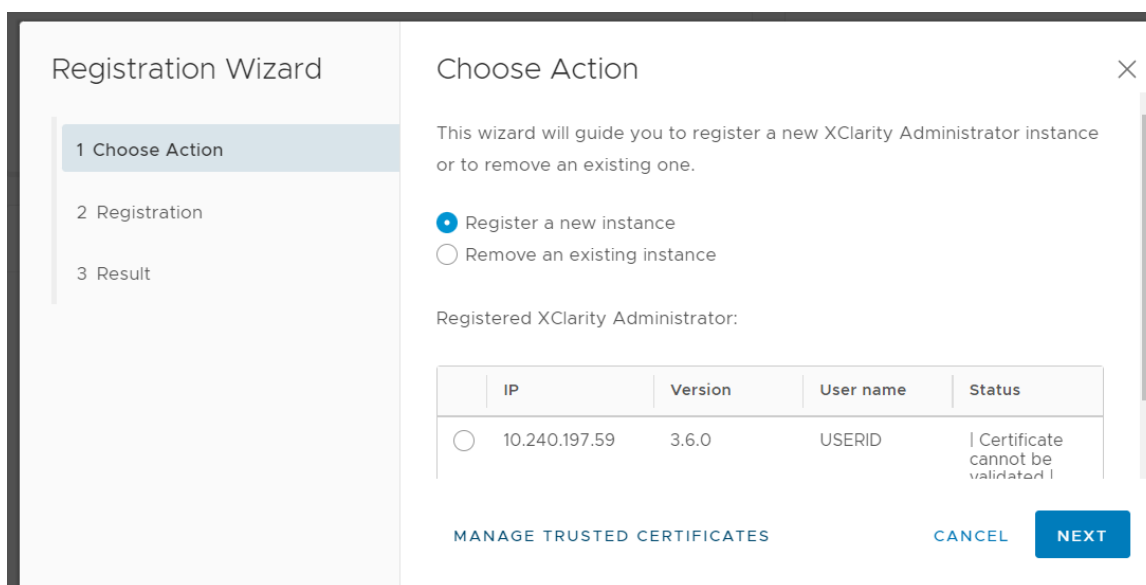 Registration Wizard
1 Choose Action
2 Registration
3 Result
Choose Action
This wizard will guide you to register a new XClarity Administrator instance
or to remove an existing one.
Register a new instance
Remove an existing instance
Registered XClarity Administrator:
IP Version User name Status
10.240.197.59 3.6.0 USERID | Certificate
cannot be
validated |
MANAGE TRUSTED CERTIFICATES CANCEL NEXT